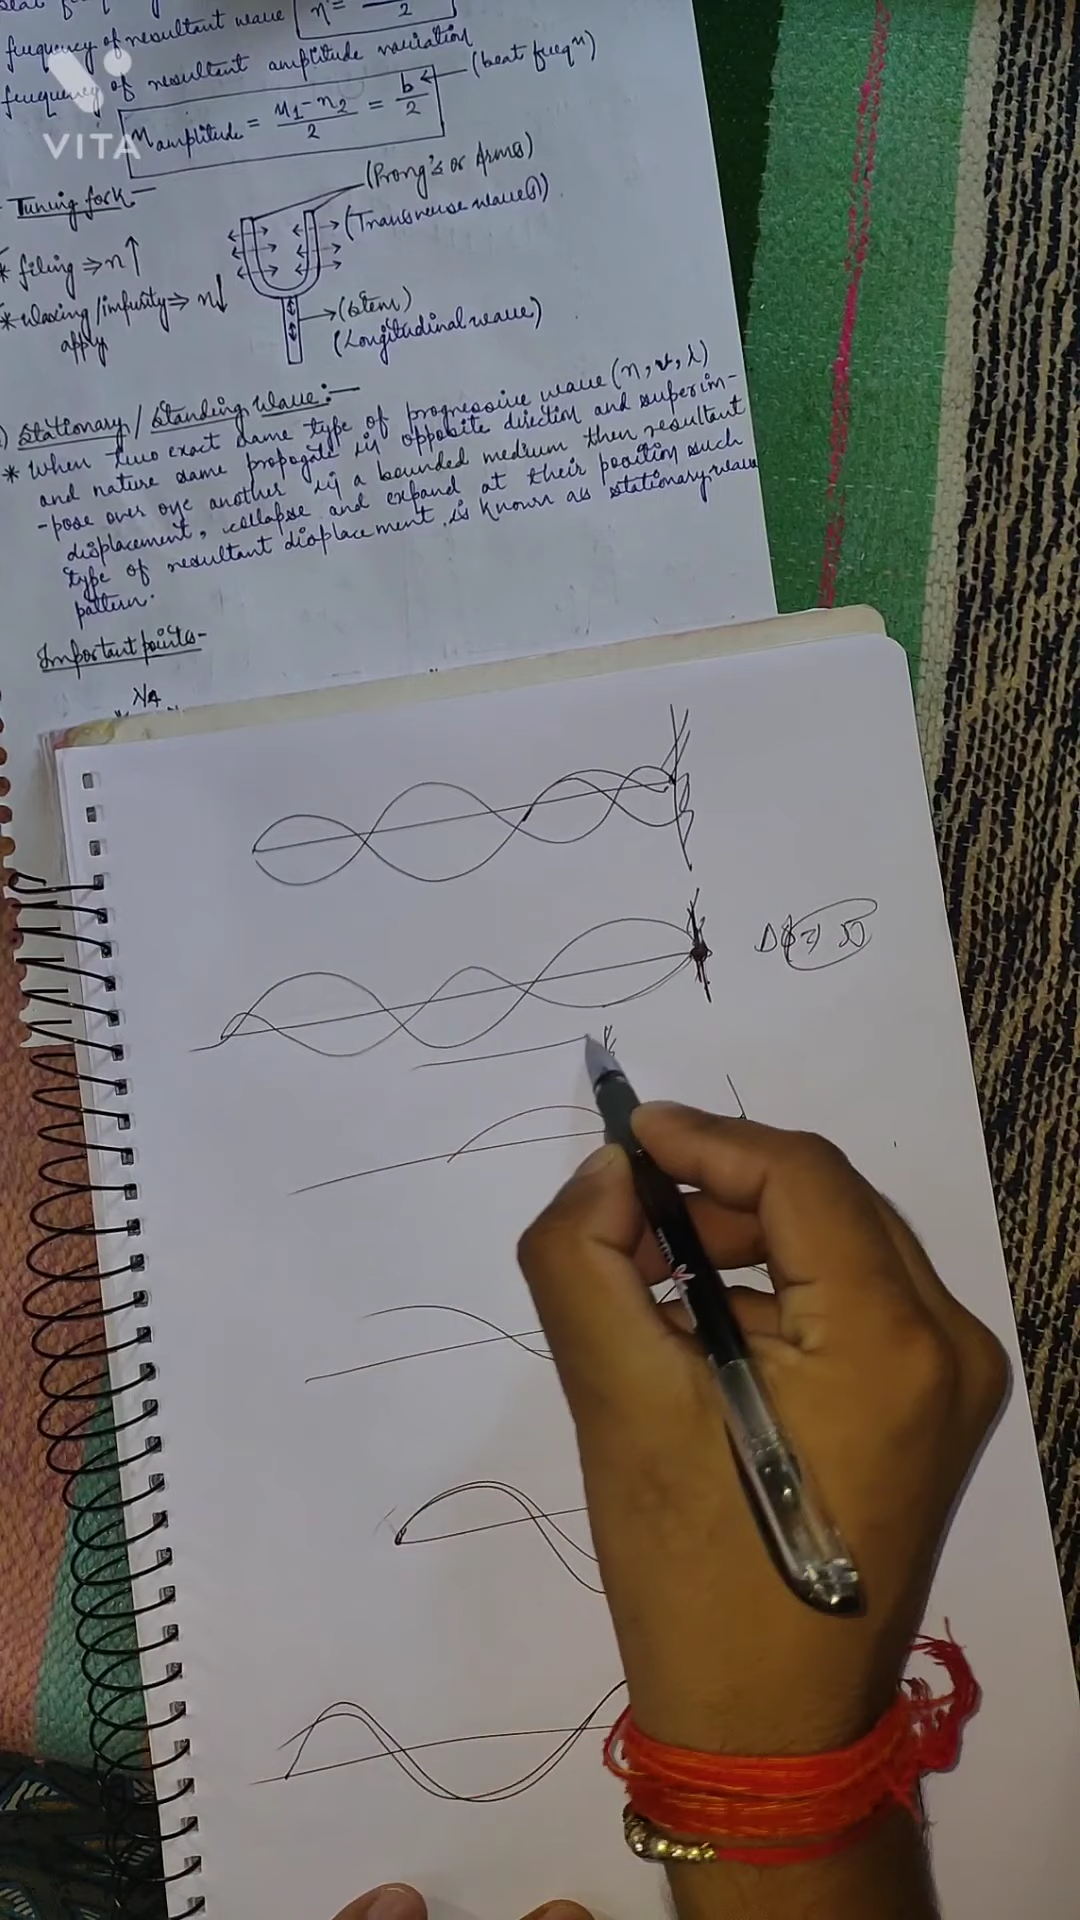 frequency of resultant wave n' = 2
frequency of resultant amplitude variation
n amplitude = n1-n2/2 = b/2 (beat freqn)
VITA
Tuning fork -
(Prong's or Arms)
(Transverse waves)
* filing ⇒ n↑
* waxing/impurity ⇒ n↓
apply
(Stem)
(Longitudinal wave)
Stationary/Standing Wave:-
* When two exact same type of progressive wave (n, v, λ)
and nature same propagate in opposite direction and superim-
-pose over one another in a bounded medium then resultant
displacement, collapse and expand at their position such
type of resultant displacement is known as stationary wave
pattern.
Important points-
λ/4
Δϕ ⇒